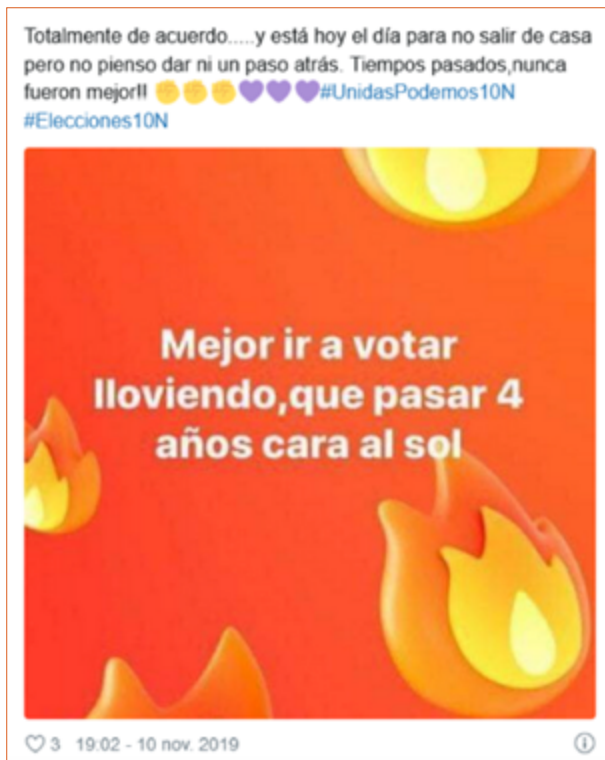 Totalmente de acuerdo.....y está hoy el día para no salir de casa
pero no pienso dar ni un paso atrás. Tiempos pasados,nunca
fueron mejor!! ✊✊✊💜💜💜#UnidasPodemos10N
#Elecciones10N
Mejor ir a votar
lloviendo,que pasar 4
años cara al sol
3 19:02 - 10 nov. 2019